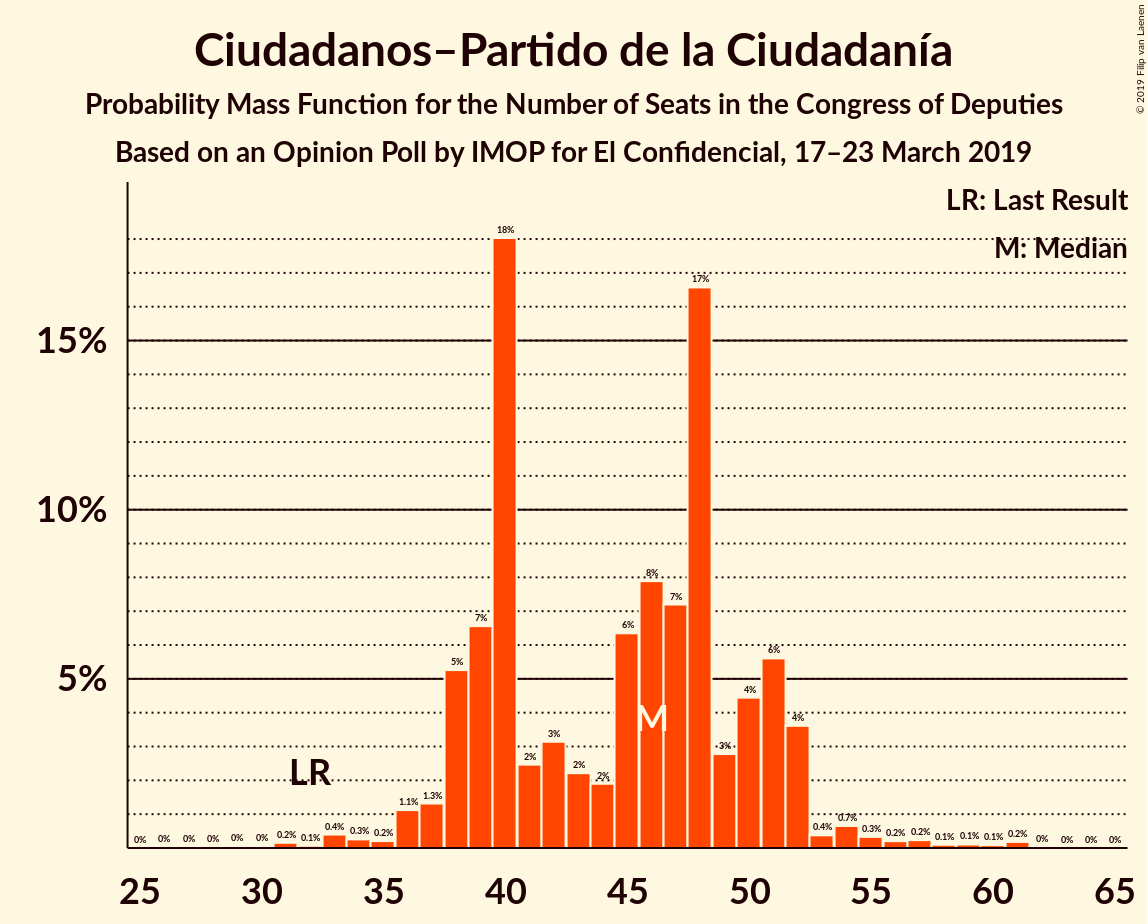 Ciudadanos–Partido de la Ciudadanía
Probability Mass Function for the Number of Seats in the Congress of Deputies
Based on an Opinion Poll by IMOP for El Confidencial, 17–23 March 2019
© 2019 Filip van Laenen
LR: Last Result
M: Median
15%
10%
5%
0% 0% 0% 0% 0% 0% 0.2% 0.1% 0.4% 0.3% 0.2% 1.1% 1.3% 5% 7% 18% 2% 3% 2% 2% 6% 8% 7% 17% 3% 4% 6% 4% 0.4% 0.7% 0.3% 0.2% 0.2% 0.1% 0.1% 0.1% 0.2% 0% 0% 0% 0%
LR
M
25 30 35 40 45 50 55 60 65